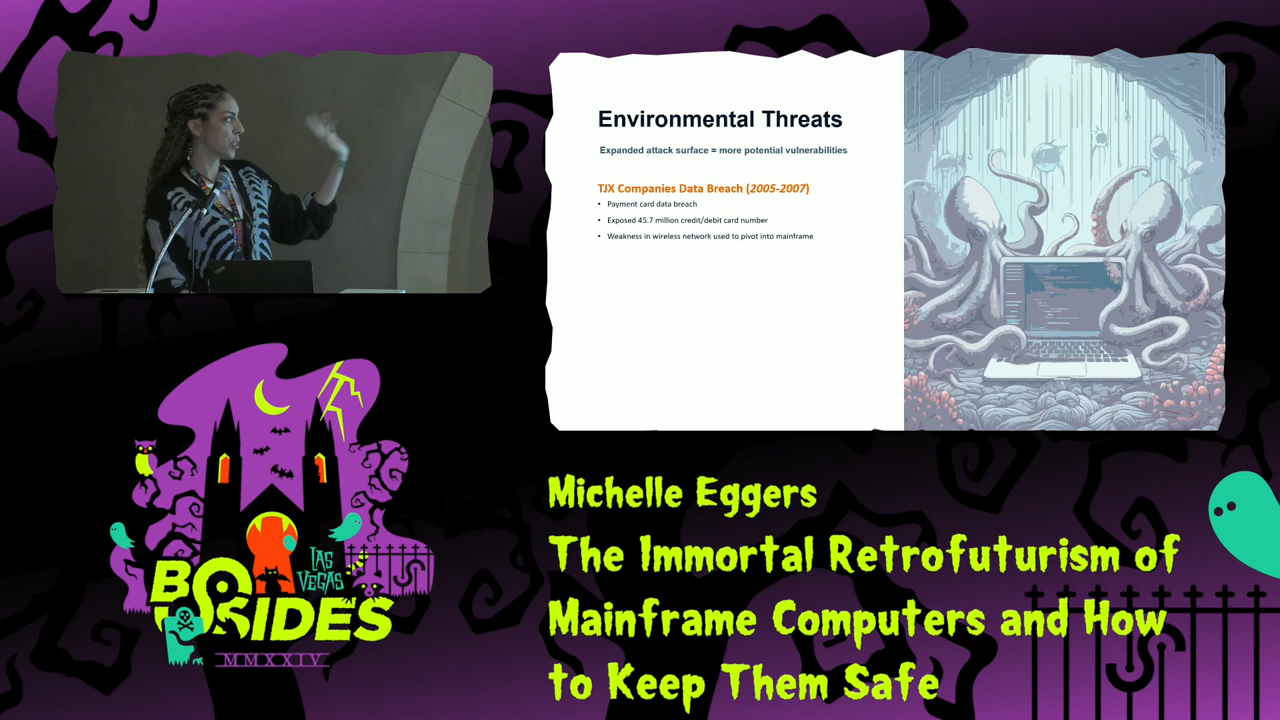 Environmental Threats
Expanded attack surface = more potential vulnerabilities
TJX Companies Data Breach (2005-2007)
• Payment card data breach
• Exposed 45.7 million credit/debit card number
• Weakness in wireless network used to pivot into mainframe
LAS
VEGAS
BSIDES
MMXXIV
Michelle Eggers
The Immortal Retrofuturism of
Mainframe Computers and How
to Keep Them Safe